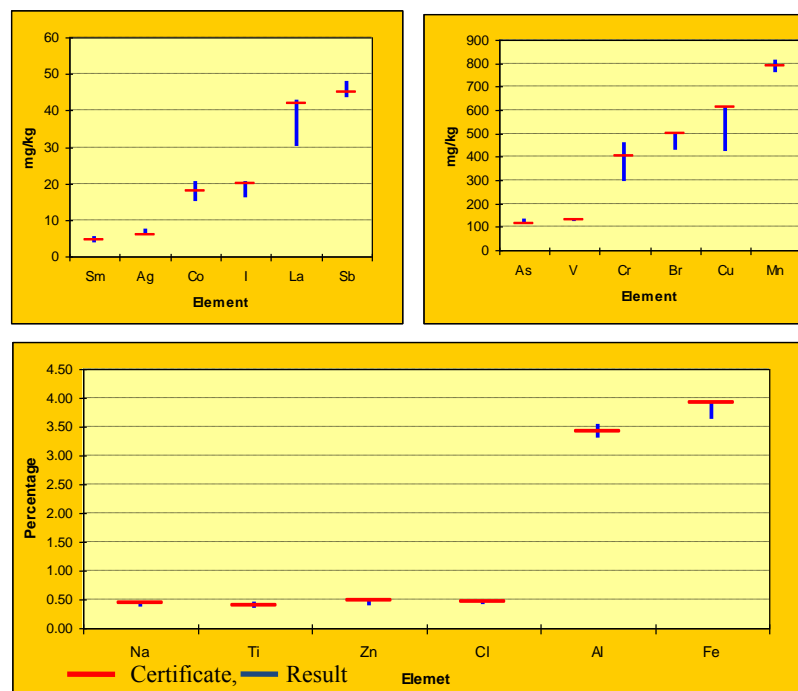 60
50
40
30
20
10
0
mg/kg
Sm Ag Co I La Sb
Element
900
800
700
600
500
400
300
200
100
0
mg/kg
As V Cr Br Cu Mn
Element
4.50
4.00
3.50
3.00
2.50
2.00
1.50
1.00
0.50
0.00
Percentage
Na Ti Zn Cl Al Fe
Certificate, Result
Elemet